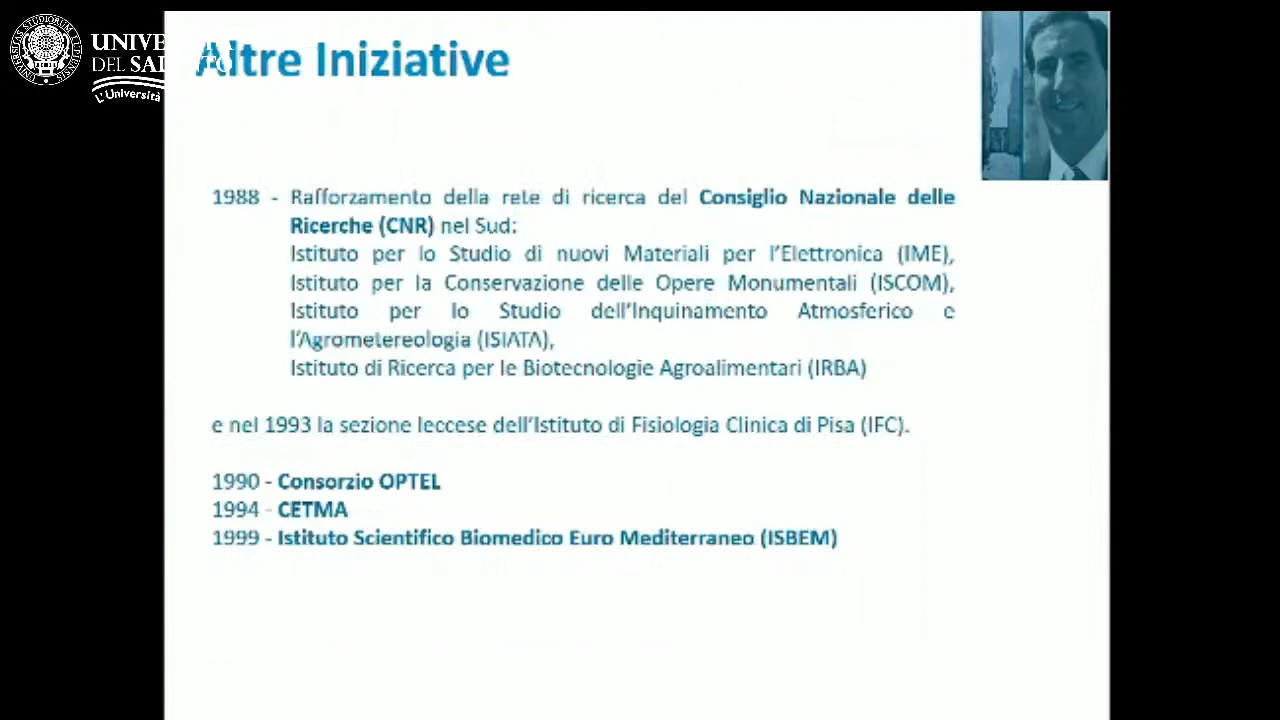 UNIVERSITÀ
DEL SALENTO
L'Università
Altre Iniziative
1988 - Rafforzamento della rete di ricerca del Consiglio Nazionale delle
Ricerche (CNR) nel Sud:
Istituto per lo Studio di nuovi Materiali per l'Elettronica (IME),
Istituto per la Conservazione delle Opere Monumentali (ISCOM),
Istituto per lo Studio dell'Inquinamento Atmosferico e
l'Agrometereologia (ISIATA),
Istituto di Ricerca per le Biotecnologie Agroalimentari (IRBA)
e nel 1993 la sezione leccese dell'Istituto di Fisiologia Clinica di Pisa (IFC).
1990 - Consorzio OPTEL
1994 - CETMA
1999 - Istituto Scientifico Biomedico Euro Mediterraneo (ISBEM)